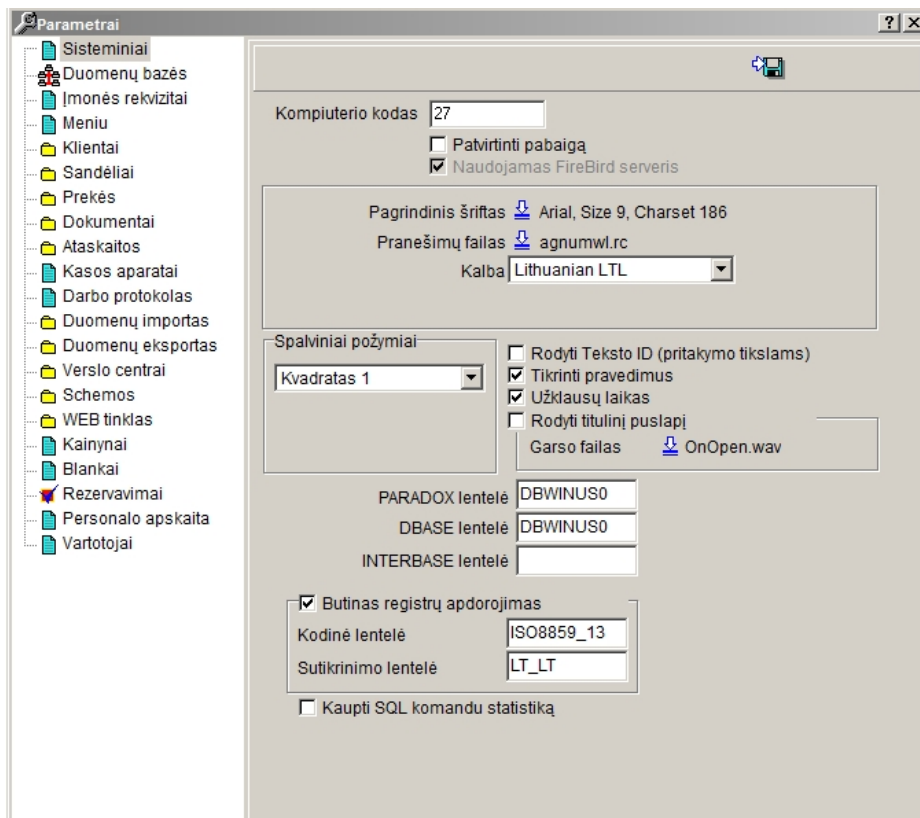 Parametrai
Sisteminiai
Duomenų bazės
Įmonės rekvizitai
Meniu
Klientai
Sandėliai
Prekės
Dokumentai
Ataskaitos
Kasos aparatai
Darbo protokolas
Duomenų importas
Duomenų eksportas
Verslo centrai
Schemos
WEB tinklas
Kainynai
Blankai
Rezervavimai
Personalo apskaita
Vartotojai
Kompiuterio kodas 27
Patvirtinti pabaigą
Naudojamas FireBird serveris
Pagrindinis šriftas Arial, Size 9, Charset 186
Pranešimų failas agnumwl.rc
Kalba Lithuanian LTL
Spalviniai požymiai
Kvadratas 1
Rodyti Teksto ID (pritakymo tikslams)
Tikrinti pravedimus
Užklausų laikas
Rodyti titulinį puslapį
Garso failas OnOpen.wav
PARADOX lentelė DBWINUS0
DBASE lentelė DBWINUS0
INTERBASE lentelė
Butinas registrų apdorojimas
Kodinė lentelė ISO8859_13
Sutikrinimo lentelė LT_LT
Kaupti SQL komandu statistiką